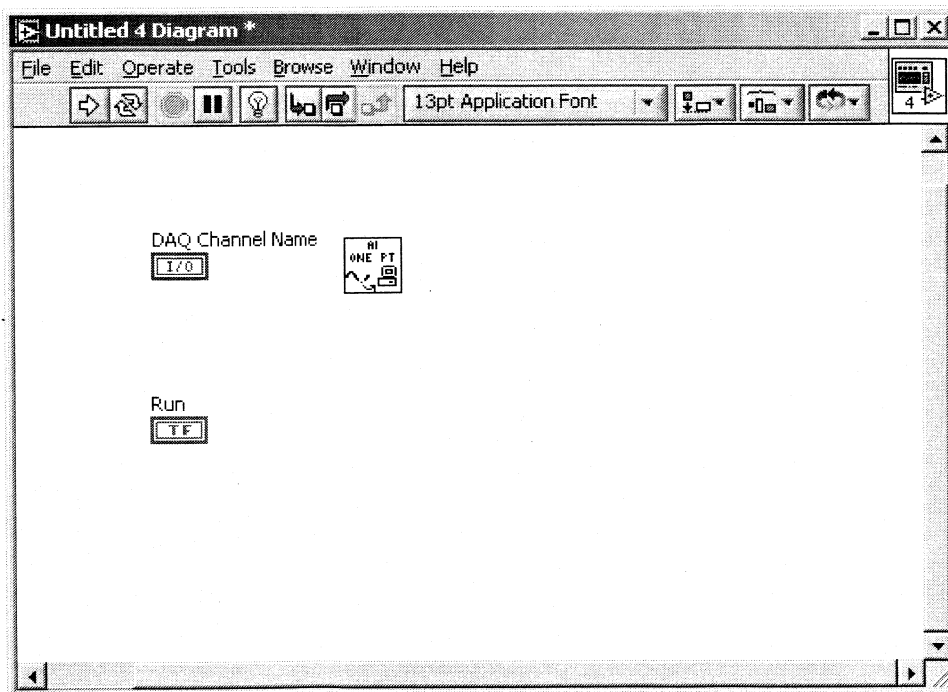 Untitled 4 Diagram *
File Edit Operate Tools Browse Window Help
13pt Application Font
4
DAQ Channel Name
I/O
AI
ONE PT
Run
TF